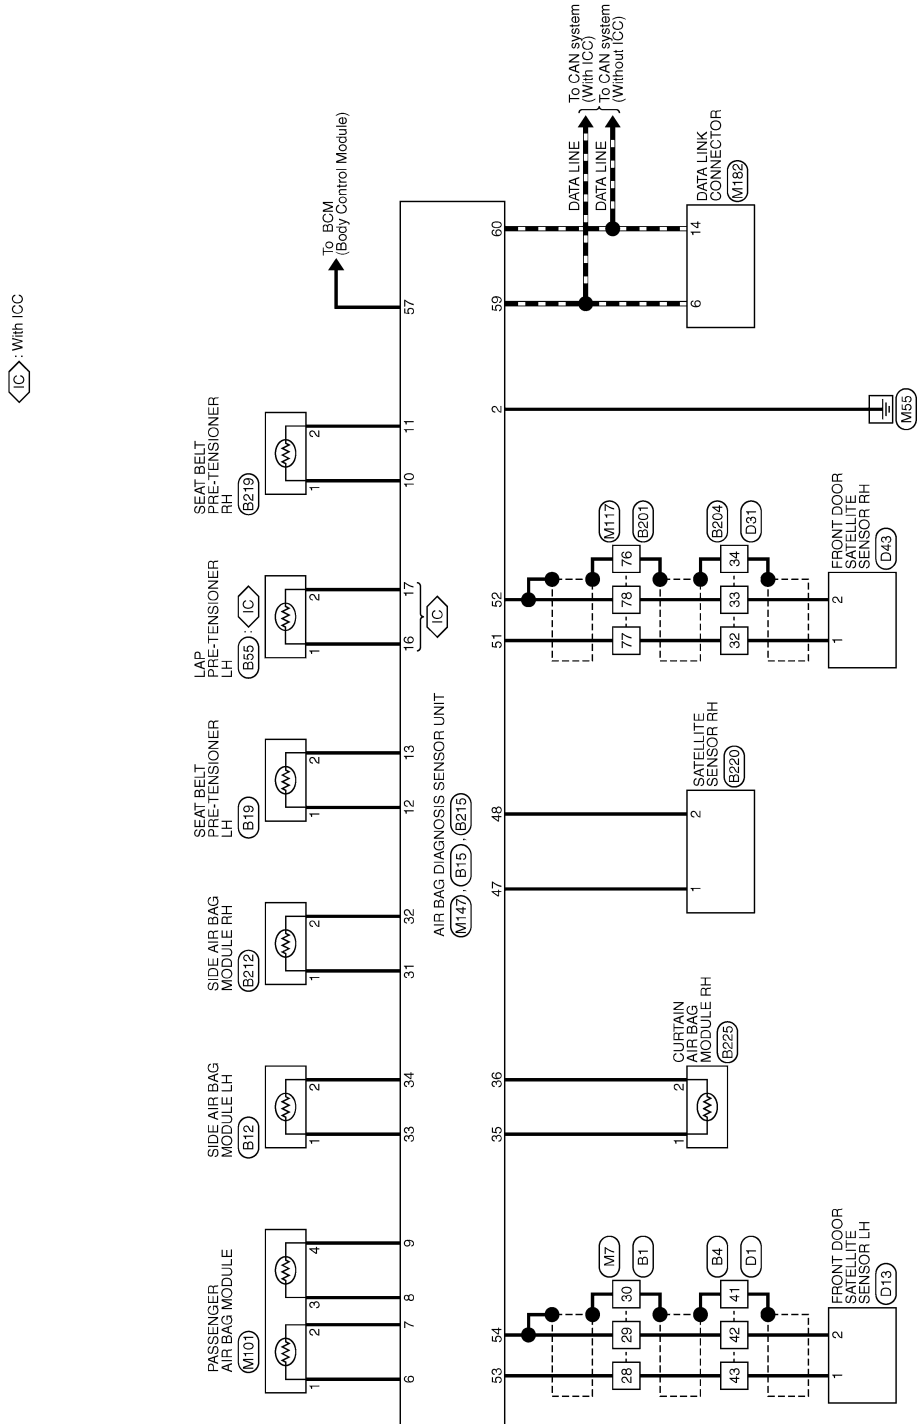 IC : With ICC
PASSENGER
AIR BAG MODULE
M101
1
2
3
4
6
7
8
9
SIDE AIR BAG
MODULE LH
B12
1
2
33
34
SIDE AIR BAG
MODULE RH
B212
1
2
31
32
SEAT BELT
PRE-TENSIONER
LH
B19
1
2
12
13
LAP
PRE-TENSIONER
LH
B55 : IC
1
2
16
17
IC
SEAT BELT
PRE-TENSIONER
RH
B219
1
2
10
11
To BCM
(Body Control Module)
57
AIR BAG DIAGNOSIS SENSOR UNIT
M147 , B15 , B215
53
54
28
29
30
M7
B1
43
42
41
B4
D1
1
2
FRONT DOOR
SATELLITE
SENSOR LH
D13
35
36
1
2
CURTAIN
AIR BAG
MODULE RH
B225
47
48
1
2
SATELLITE
SENSOR RH
B220
51
52
77
78
76
M117
B201
32
33
34
B204
D31
1
2
FRONT DOOR
SATELLITE
SENSOR RH
D43
2
M55
59
60
DATA LINE
DATA LINE
To CAN system
(With ICC)
To CAN system
(Without ICC)
6
14
DATA LINK
CONNECTOR
M182